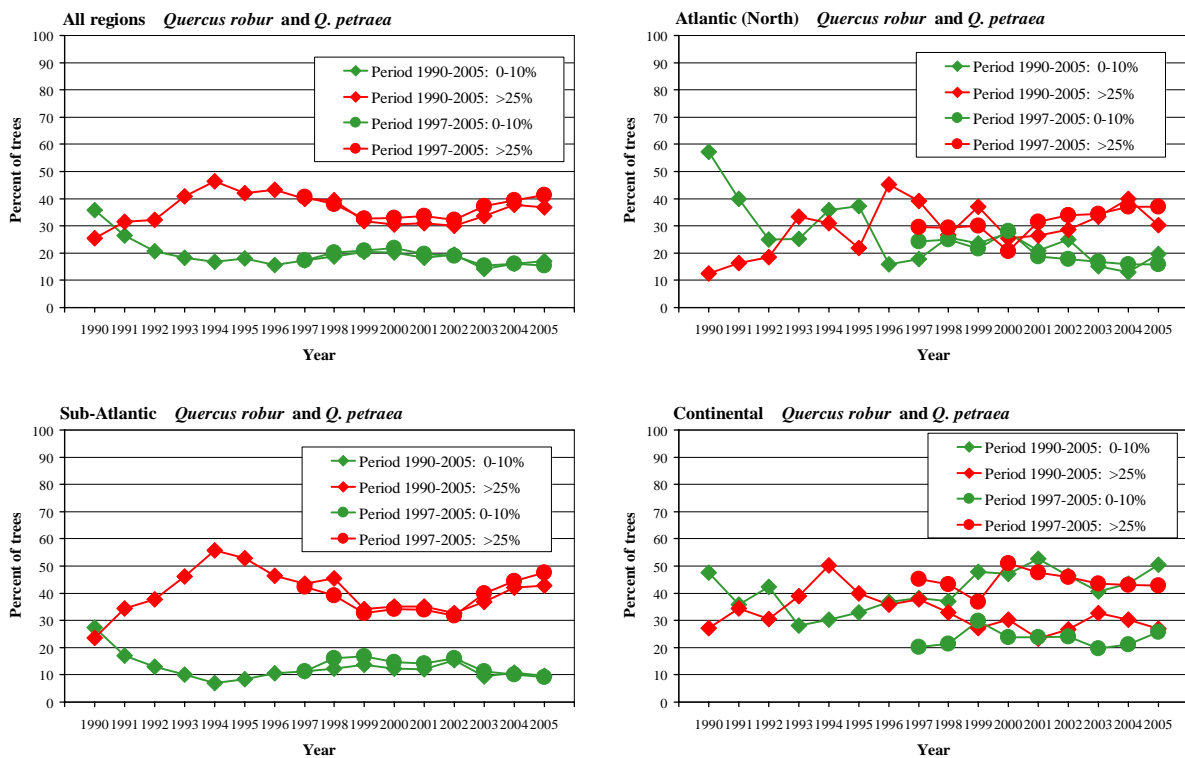 All regions Quercus robur and Q. petraea
100
90
80
70
60
50
40
30
20
10
0
Percent of trees
Period 1990-2005: 0-10%
Period 1990-2005: >25%
Period 1997-2005: 0-10%
Period 1997-2005: >25%
1990 1991 1992 1993 1994 1995 1996 1997 1998 1999 2000 2001 2002 2003 2004 2005
Year
Atlantic (North) Quercus robur and Q. petraea
100
90
80
70
60
50
40
30
20
10
0
Percent of trees
Period 1990-2005: 0-10%
Period 1990-2005: >25%
Period 1997-2005: 0-10%
Period 1997-2005: >25%
1990 1991 1992 1993 1994 1995 1996 1997 1998 1999 2000 2001 2002 2003 2004 2005
Year
Sub-Atlantic Quercus robur and Q. petraea
100
90
80
70
60
50
40
30
20
10
0
Percent of trees
Period 1990-2005: 0-10%
Period 1990-2005: >25%
Period 1997-2005: 0-10%
Period 1997-2005: >25%
1990 1991 1992 1993 1994 1995 1996 1997 1998 1999 2000 2001 2002 2003 2004 2005
Year
Continental Quercus robur and Q. petraea
100
90
80
70
60
50
40
30
20
10
0
Percent of trees
Period 1990-2005: 0-10%
Period 1990-2005: >25%
Period 1997-2005: 0-10%
Period 1997-2005: >25%
1990 1991 1992 1993 1994 1995 1996 1997 1998 1999 2000 2001 2002 2003 2004 2005
Year